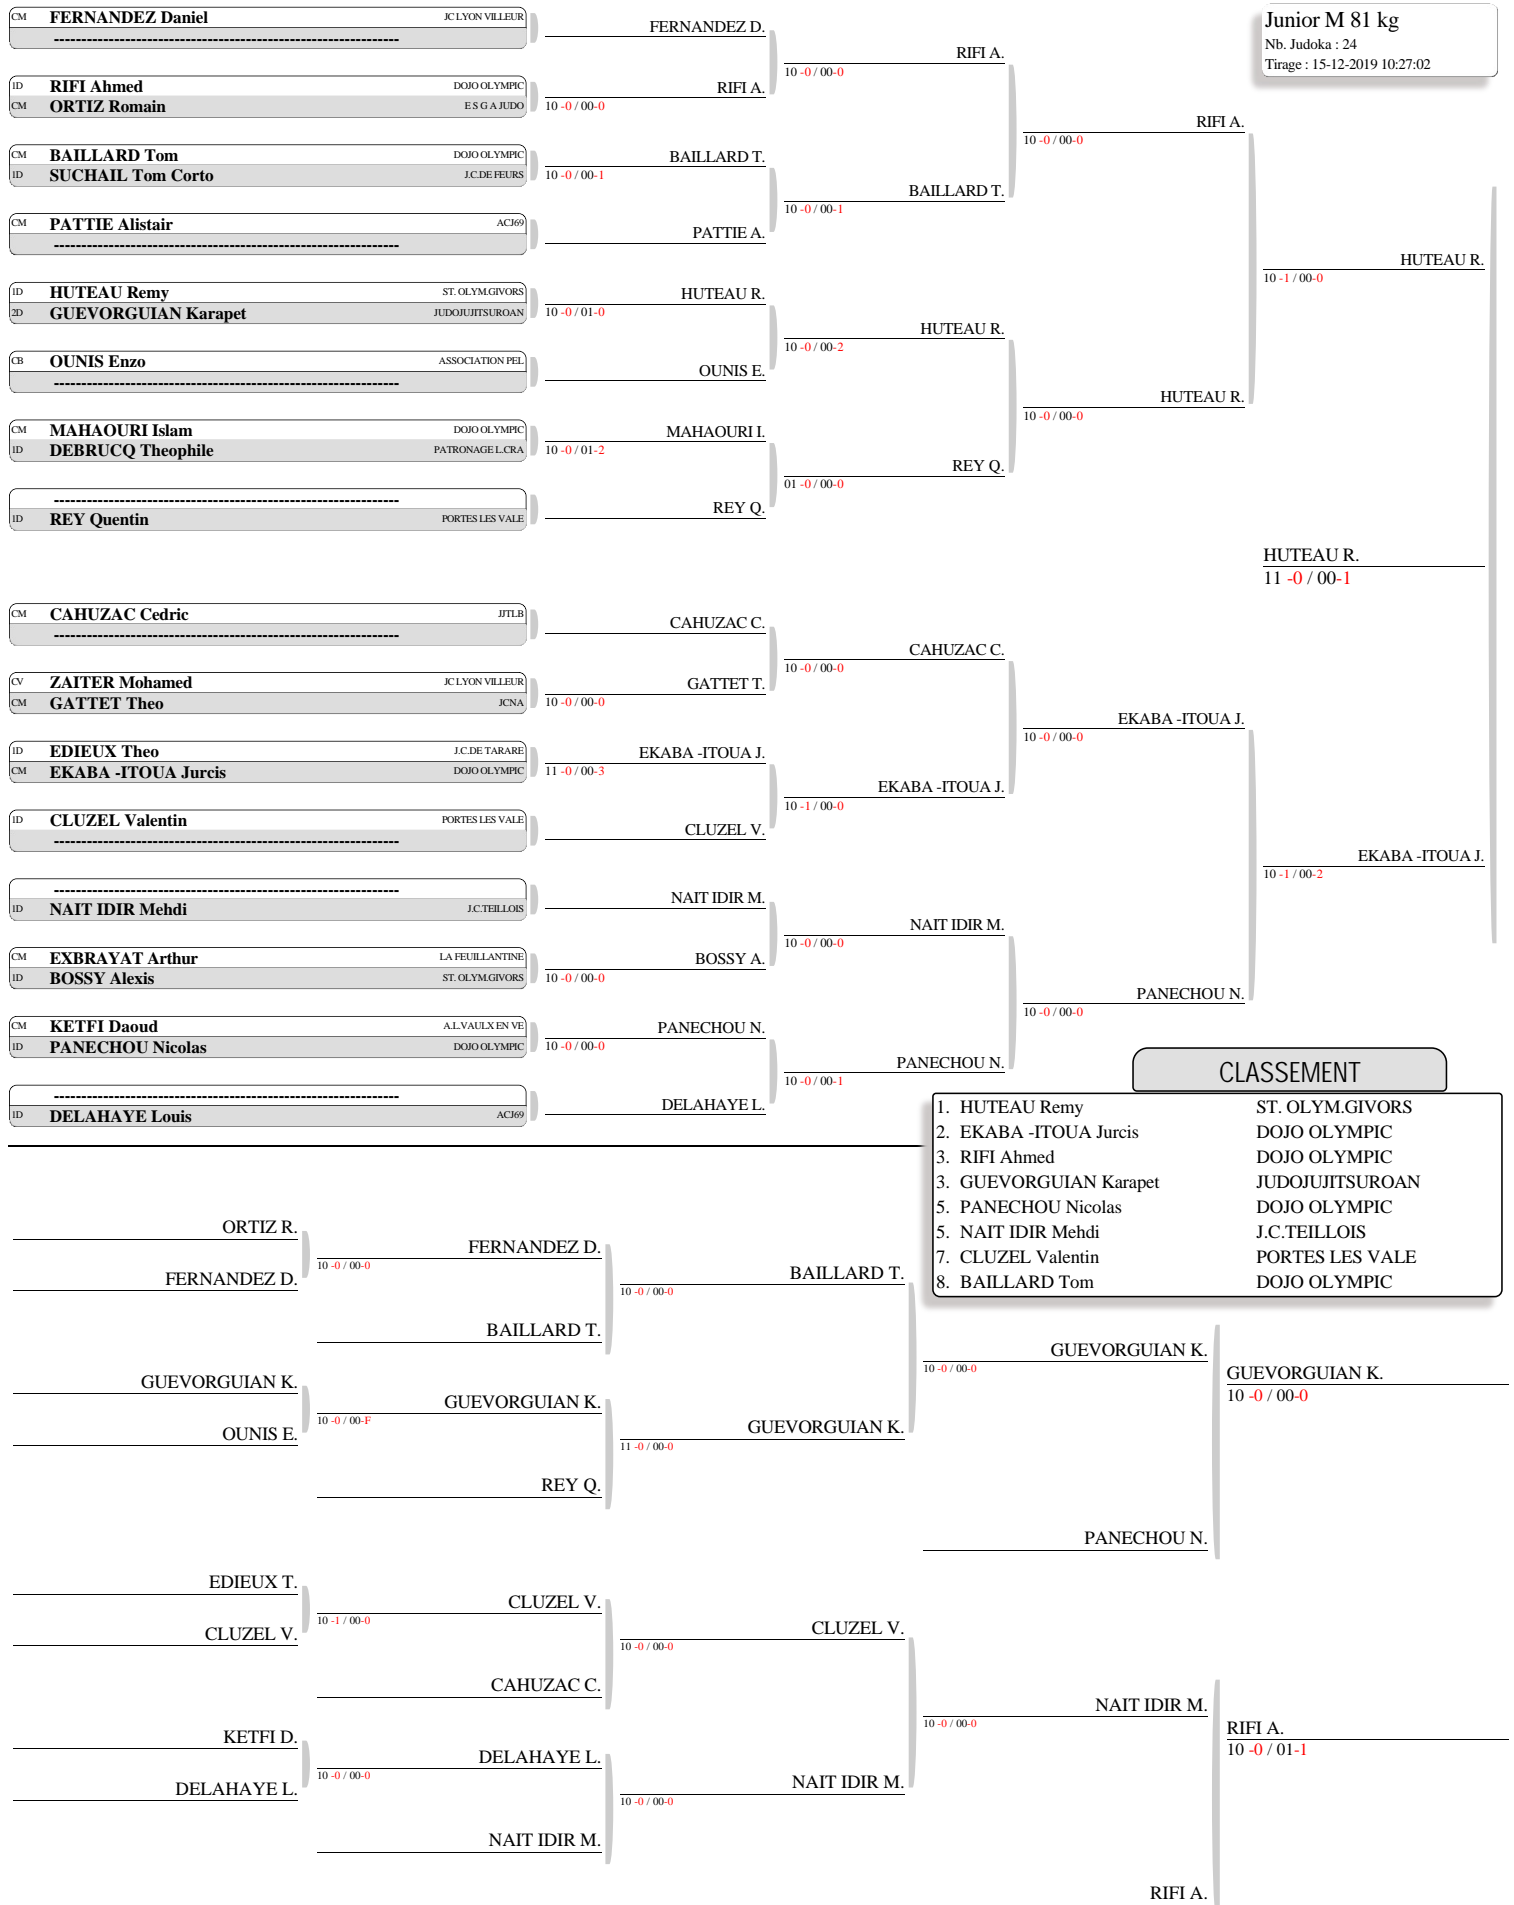 Junior M 81 kg
Nb. Judoka : 24
Tirage : 15-12-2019 10:27:02
CM FERNANDEZ Daniel JC LYON VILLEUR
----------------------------------------------------------------
1D RIFI Ahmed DOJO OLYMPIC
CM ORTIZ Romain E S G A JUDO
CM BAILLARD Tom DOJO OLYMPIC
1D SUCHAIL Tom Corto J.C.DE FEURS
CM PATTIE Alistair ACJ69
----------------------------------------------------------------
1D HUTEAU Remy ST. OLYM.GIVORS
2D GUEVORGUIAN Karapet JUDOJUJITSUROAN
CB OUNIS Enzo ASSOCIATION PEL
----------------------------------------------------------------
CM MAHAOURI Islam DOJO OLYMPIC
1D DEBRUCQ Theophile PATRONAGE L.CRA
----------------------------------------------------------------
1D REY Quentin PORTES LES VALE
CM CAHUZAC Cedric JJTLB
----------------------------------------------------------------
CV ZAITER Mohamed JC LYON VILLEUR
CM GATTET Theo JCNA
1D EDIEUX Theo J.C.DE TARARE
CM EKABA -ITOUA Jurcis DOJO OLYMPIC
1D CLUZEL Valentin PORTES LES VALE
----------------------------------------------------------------
----------------------------------------------------------------
1D NAIT IDIR Mehdi J.C.TEILLOIS
CM EXBRAYAT Arthur LA FEUILLANTINE
1D BOSSY Alexis ST. OLYM.GIVORS
CM KETFI Daoud A.L.VAULX EN VE
1D PANECHOU Nicolas DOJO OLYMPIC
----------------------------------------------------------------
1D DELAHAYE Louis ACJ69
FERNANDEZ D.
RIFI A.
10 -0 / 00-0
BAILLARD T.
10 -0 / 00-1
PATTIE A.
HUTEAU R.
10 -0 / 01-0
OUNIS E.
MAHAOURI I.
10 -0 / 01-2
REY Q.
CAHUZAC C.
GATTET T.
10 -0 / 00-0
EKABA -ITOUA J.
11 -0 / 00-3
CLUZEL V.
NAIT IDIR M.
BOSSY A.
10 -0 / 00-0
PANECHOU N.
10 -0 / 00-0
DELAHAYE L.
RIFI A.
10 -0 / 00-0
BAILLARD T.
10 -0 / 00-1
HUTEAU R.
10 -0 / 00-2
REY Q.
01 -0 / 00-0
CAHUZAC C.
10 -0 / 00-0
EKABA -ITOUA J.
10 -1 / 00-0
NAIT IDIR M.
10 -0 / 00-0
PANECHOU N.
10 -0 / 00-1
RIFI A.
10 -0 / 00-0
HUTEAU R.
10 -0 / 00-0
EKABA -ITOUA J.
10 -0 / 00-0
PANECHOU N.
10 -0 / 00-0
HUTEAU R.
10 -1 / 00-0
EKABA -ITOUA J.
10 -1 / 00-2
HUTEAU R.
11 -0 / 00-1
CLASSEMENT
1. HUTEAU Remy ST. OLYM.GIVORS
2. EKABA -ITOUA Jurcis DOJO OLYMPIC
3. RIFI Ahmed DOJO OLYMPIC
3. GUEVORGUIAN Karapet JUDOJUJITSUROAN
5. PANECHOU Nicolas DOJO OLYMPIC
5. NAIT IDIR Mehdi J.C.TEILLOIS
7. CLUZEL Valentin PORTES LES VALE
8. BAILLARD Tom DOJO OLYMPIC
ORTIZ R.
FERNANDEZ D.
GUEVORGUIAN K.
OUNIS E.
EDIEUX T.
CLUZEL V.
KETFI D.
DELAHAYE L.
FERNANDEZ D.
10 -0 / 00-0
BAILLARD T.
GUEVORGUIAN K.
10 -0 / 00-F
REY Q.
CLUZEL V.
10 -1 / 00-0
CAHUZAC C.
DELAHAYE L.
10 -0 / 00-0
NAIT IDIR M.
BAILLARD T.
10 -0 / 00-0
GUEVORGUIAN K.
11 -0 / 00-0
CLUZEL V.
10 -0 / 00-0
NAIT IDIR M.
10 -0 / 00-0
GUEVORGUIAN K.
10 -0 / 00-0
PANECHOU N.
NAIT IDIR M.
10 -0 / 00-0
RIFI A.
GUEVORGUIAN K.
10 -0 / 00-0
RIFI A.
10 -0 / 01-1